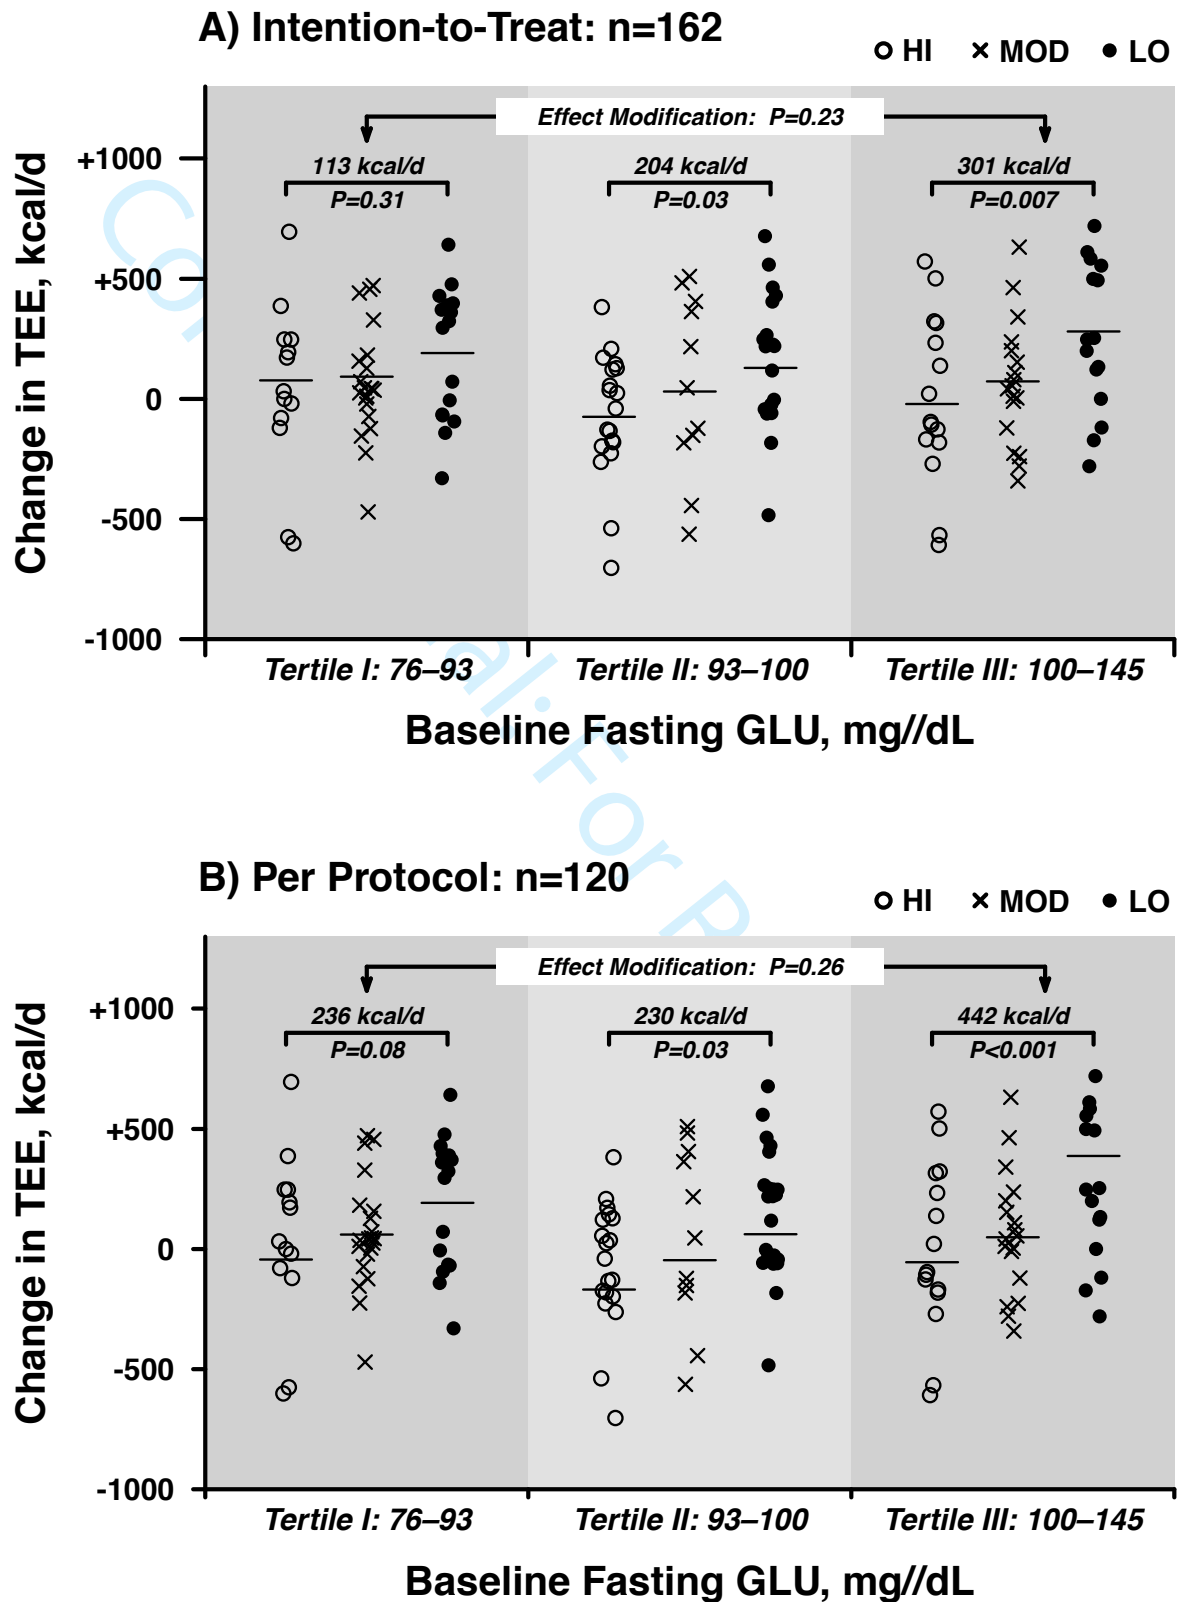 A) Intention-to-Treat: n=162
HI MOD LO
Effect Modification: P=0.23
+1000
113 kcal/d
204 kcal/d
301 kcal/d
P=0.31
P=0.03
P=0.007
+500
0
-500
-1000
Change in TEE, kcal/d
Tertile I: 76–93
Tertile II: 93–100
Tertile III: 100–145
Baseline Fasting GLU, mg//dL
B) Per Protocol: n=120
HI MOD LO
Effect Modification: P=0.26
+1000
236 kcal/d
230 kcal/d
442 kcal/d
P=0.08
P=0.03
P<0.001
+500
0
-500
-1000
Change in TEE, kcal/d
Tertile I: 76–93
Tertile II: 93–100
Tertile III: 100–145
Baseline Fasting GLU, mg//dL